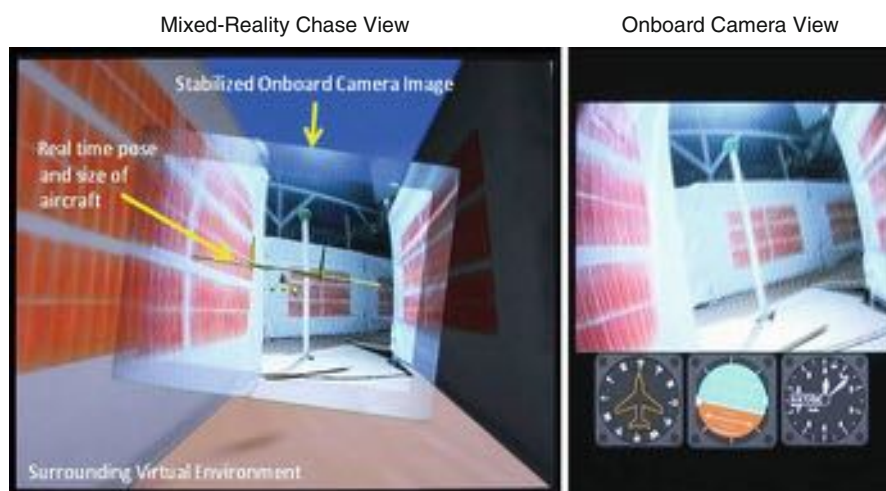 Mixed-Reality Chase View
Onboard Camera View
Stabilized Onboard Camera Image
Real time pose
and size of
aircraft
Surrounding Virtual Environment